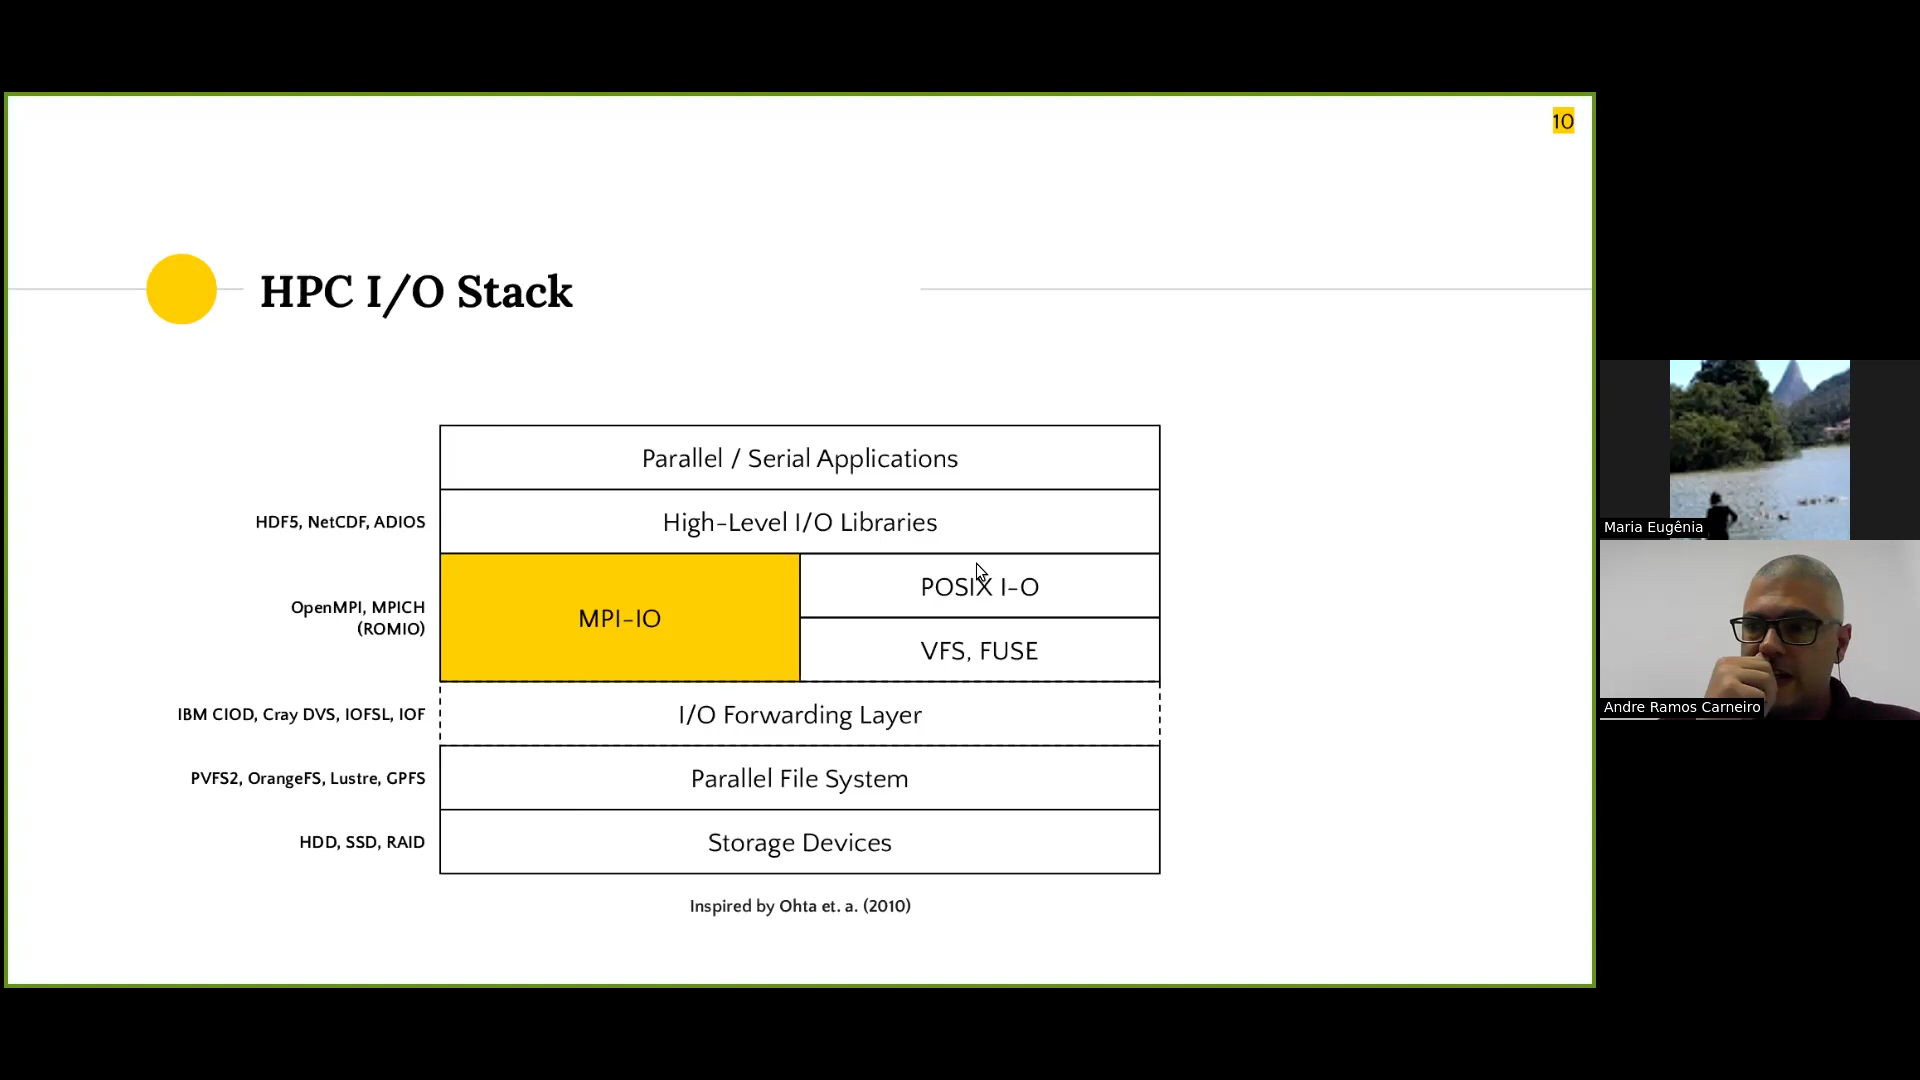 10
HPC I/O Stack
Parallel / Serial Applications
HDF5, NetCDF, ADIOS
High-Level I/O Libraries
OpenMPI, MPICH
(ROMIO)
MPI-IO
POSIX I-O
VFS, FUSE
IBM CIOD, Cray DVS, IOFSL, IOF
I/O Forwarding Layer
PVFS2, OrangeFS, Lustre, GPFS
Parallel File System
HDD, SSD, RAID
Storage Devices
Inspired by Ohta et. a. (2010)
Maria Eugênia
Andre Ramos Carneiro